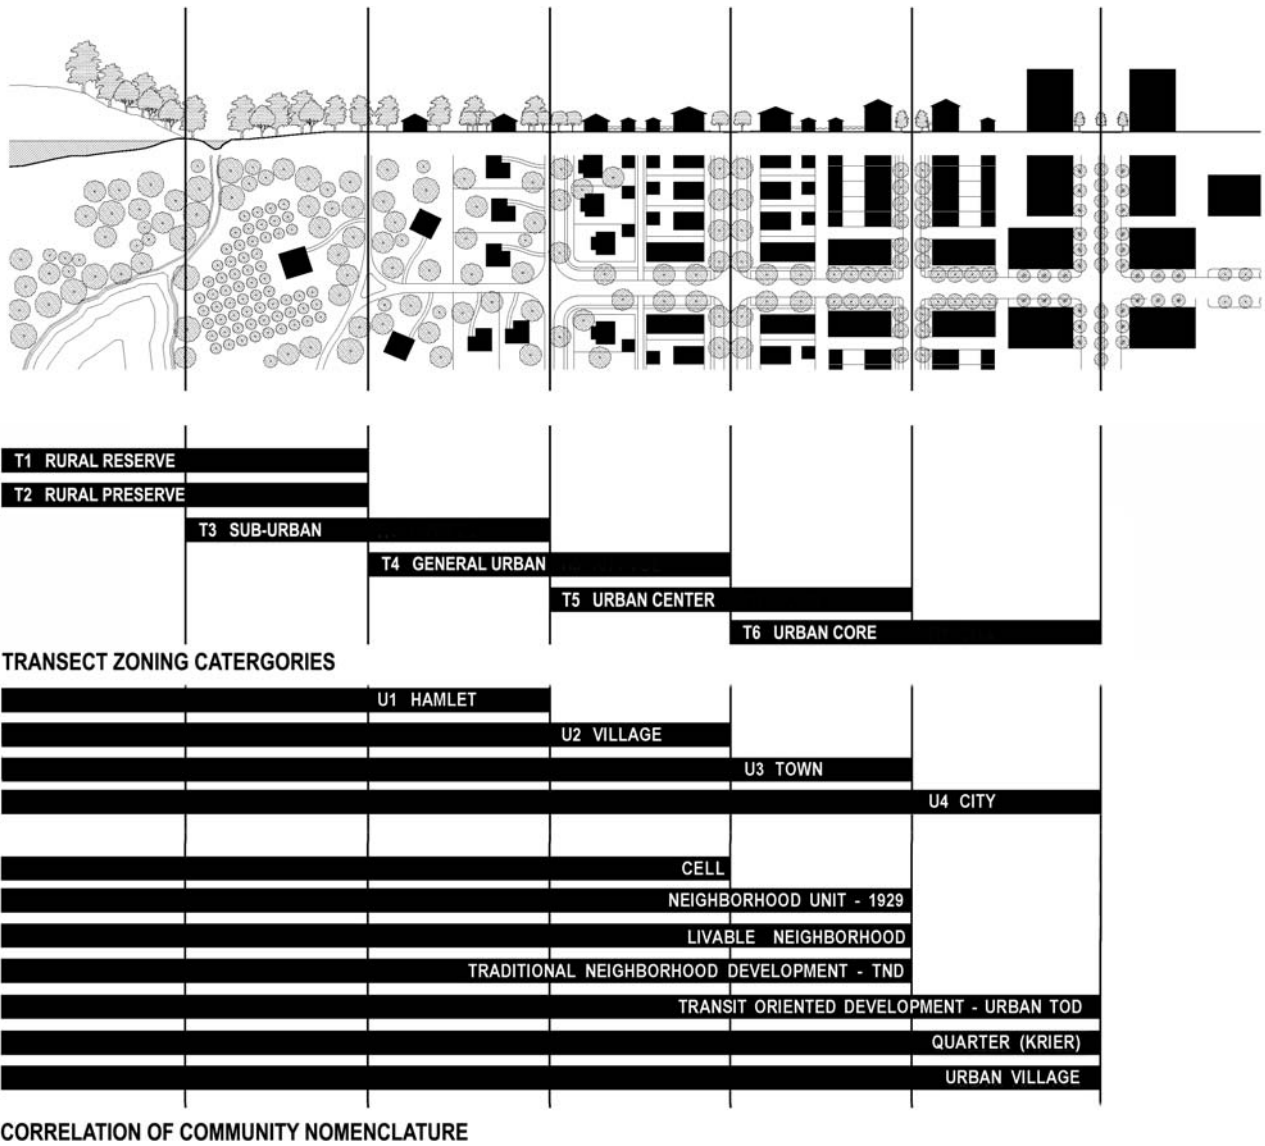 T1 RURAL RESERVE
T2 RURAL PRESERVE
T3 SUB-URBAN
T4 GENERAL URBAN
T5 URBAN CENTER
T6 URBAN CORE
TRANSECT ZONING CATERGORIES
U1 HAMLET
U2 VILLAGE
U3 TOWN
U4 CITY
CELL
NEIGHBORHOOD UNIT - 1929
LIVABLE NEIGHBORHOOD
TRADITIONAL NEIGHBORHOOD DEVELOPMENT - TND
TRANSIT ORIENTED DEVELOPMENT - URBAN TOD
QUARTER (KRIER)
URBAN VILLAGE
CORRELATION OF COMMUNITY NOMENCLATURE